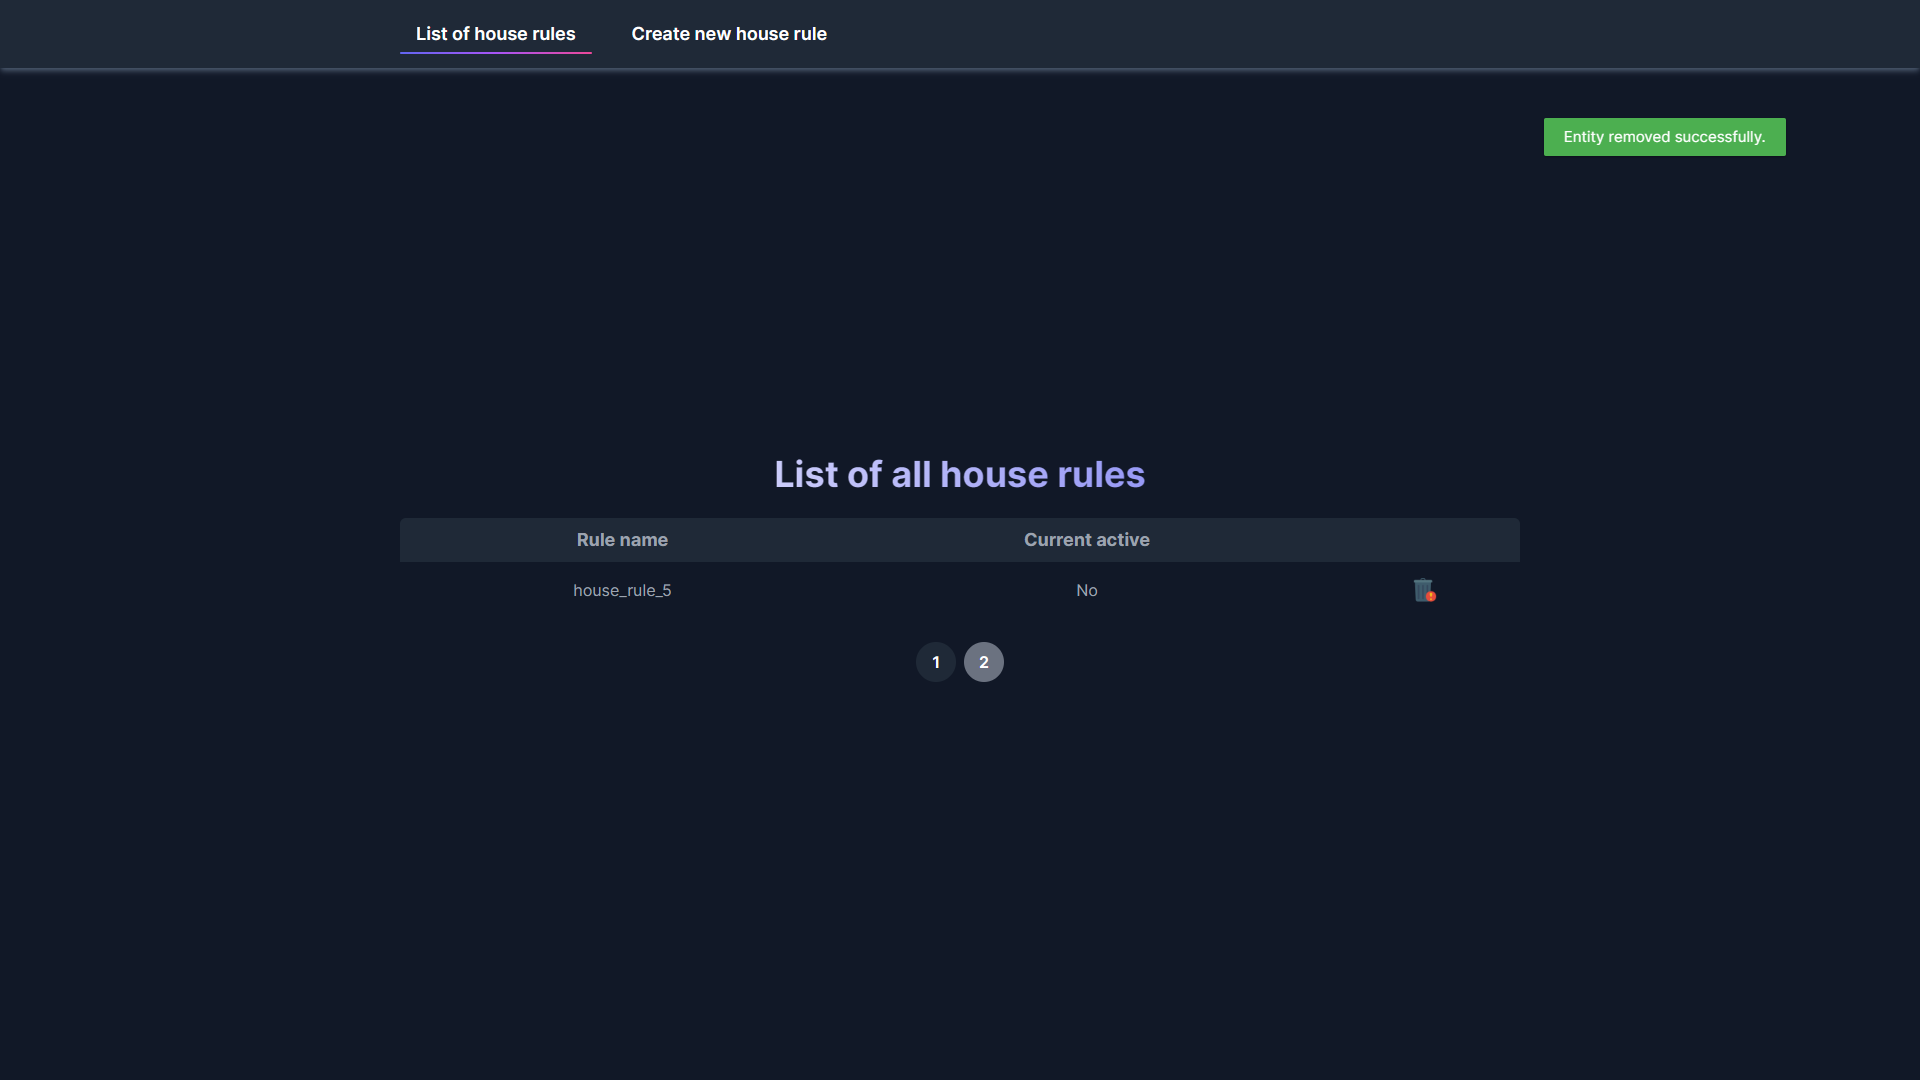 List of house rules
Create new house rule
Entity removed successfully.
List of all house rules
Rule name
Current active
house_rule_5
No
1
2